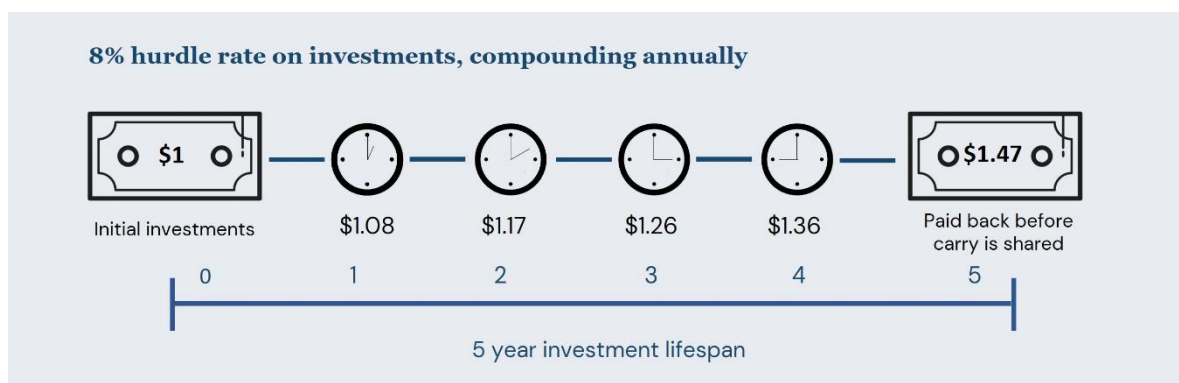 8% hurdle rate on investments, compounding annually
$1
$1.47
Initial investments
$1.08
$1.17
$1.26
$1.36
Paid back before
carry is shared
0
1
2
3
4
5
5 year investment lifespan